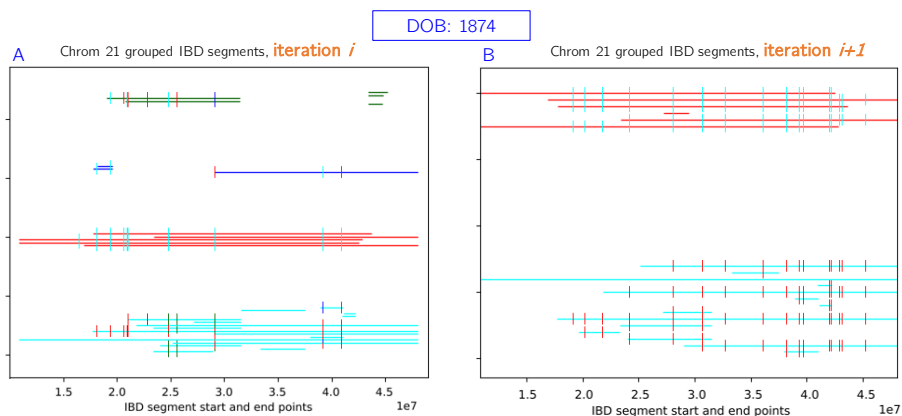 DOB: 1874
A
Chrom 21 grouped IBD segments, iteration i
B
Chrom 21 grouped IBD segments, iteration i+1
1.5 2.0 2.5 3.0 3.5 4.0 4.5
1e7
IBD segment start and end points
1.5 2.0 2.5 3.0 3.5 4.0 4.5
1e7
IBD segment start and end points